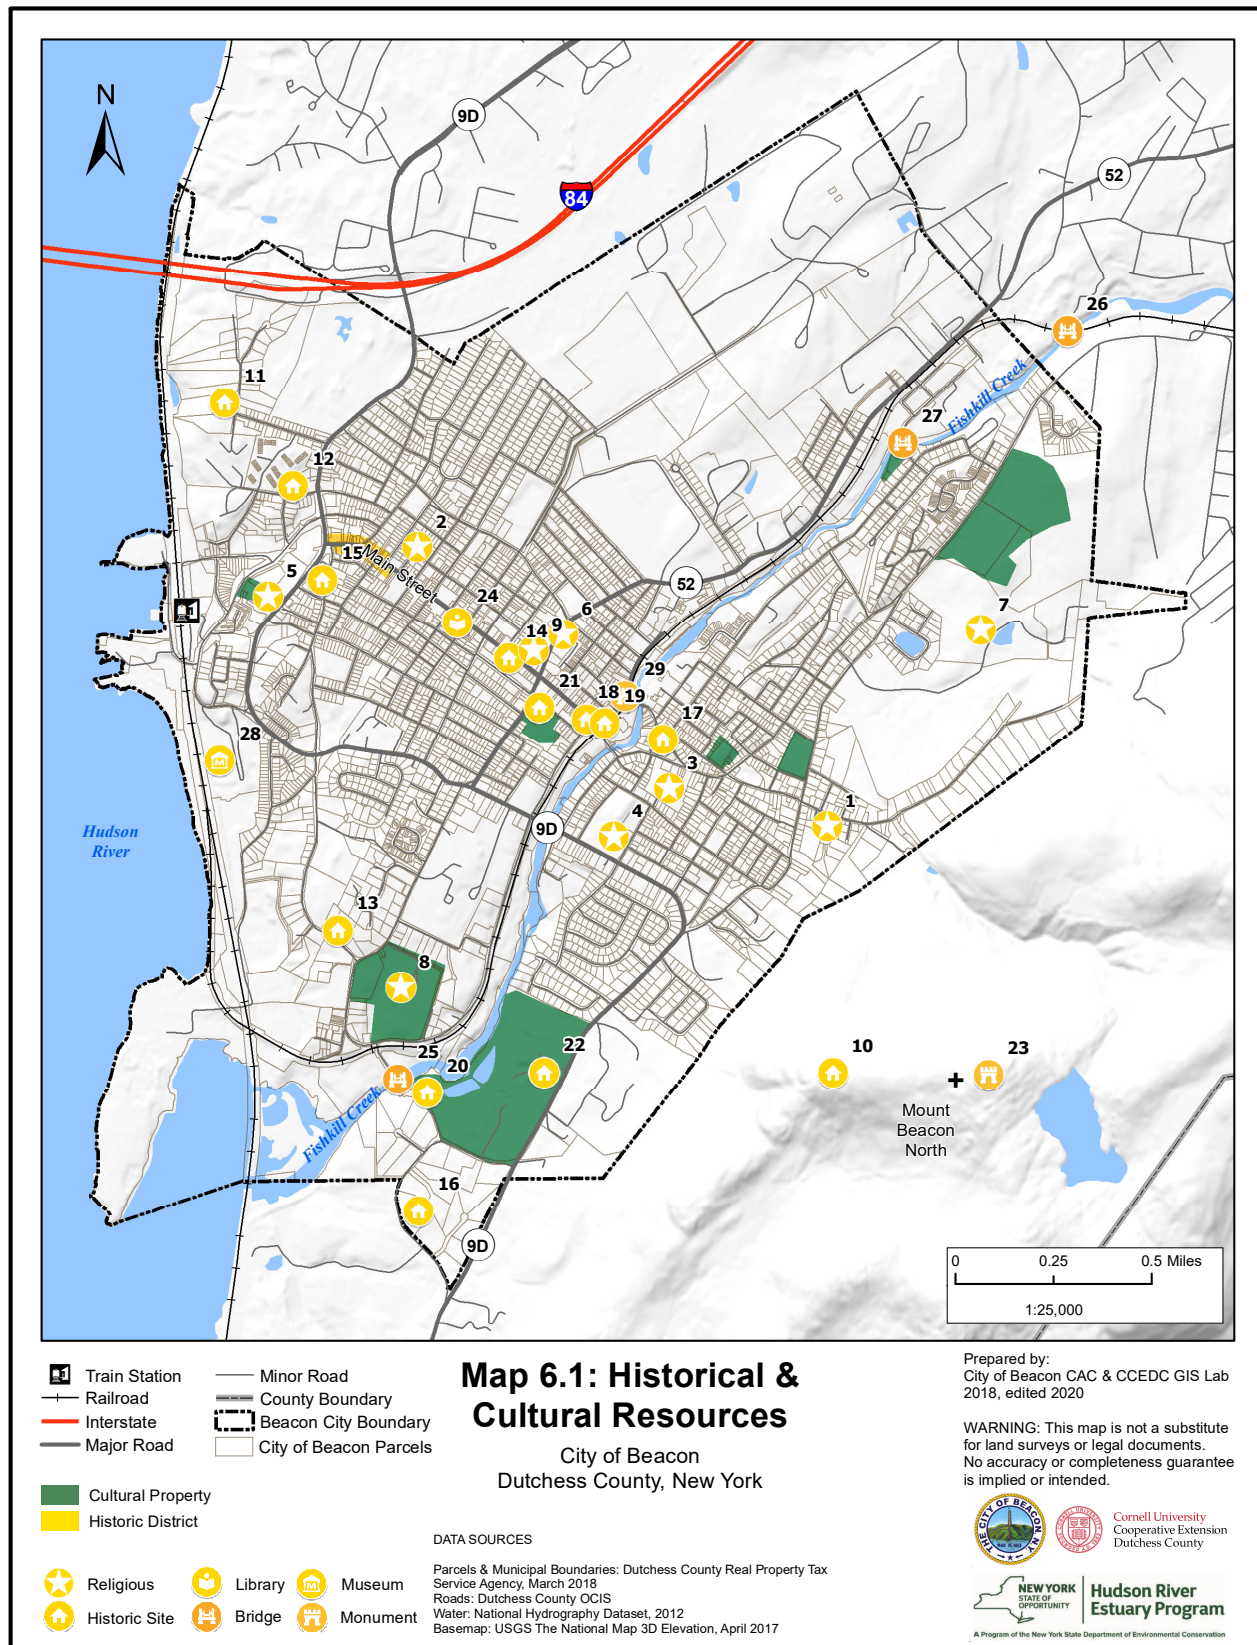 N
9D
84
52
26
11
27
Fishkill Creek
12
2
15
Main Street
5
24
6
52
7
9
14
29
21
18
19
17
28
3
1
4
Hudson
River
9D
13
8
25
20
22
10
23
Mount
Beacon
North
Fishkill Creek
16
9D
0 0.25 0.5 Miles
1:25,000
Train Station
Railroad
Interstate
Major Road
Minor Road
County Boundary
Beacon City Boundary
City of Beacon Parcels
Cultural Property
Historic District
Religious
Library
M
Museum
Historic Site
Bridge
Monument
Map 6.1: Historical &
Cultural Resources
City of Beacon
Dutchess County, New York
DATA SOURCES
Parcels & Municipal Boundaries: Dutchess County Real Property Tax
Service Agency, March 2018
Roads: Dutchess County OCIS
Water: National Hydrography Dataset, 2012
Basemap: USGS The National Map 3D Elevation, April 2017
Prepared by:
City of Beacon CAC & CCEDC GIS Lab
2018, edited 2020
WARNING: This map is not a substitute
for land surveys or legal documents.
No accuracy or completeness guarantee
is implied or intended.
THE CITY OF BEACON, N.Y.
Cornell University
Cooperative Extension
Dutchess County
NEW YORK
STATE OF
OPPORTUNITY
Hudson River
Estuary Program
A Program of the New York State Department of Environmental Conservation